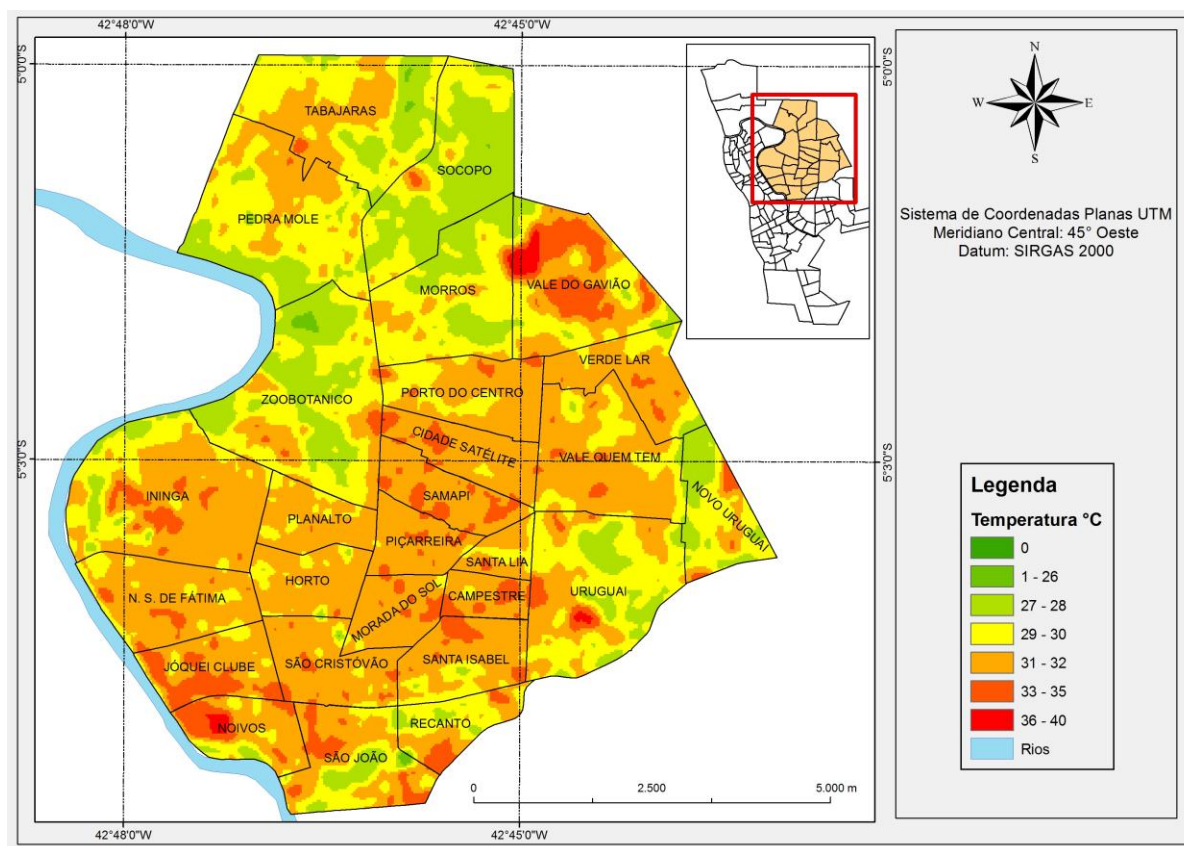 42°48'0"W
42°45'0"W
5°0'0"S
5°0'0"S
N
W
E
S
TABAJARAS
SOCOPO
PEDRA MOLE
Sistema de Coordenadas Planas UTM
Meridiano Central: 45° Oeste
Datum: SIRGAS 2000
MORROS
VALE DO GAVIÃO
VERDE LAR
ZOOBOTANICO
PORTO DO CENTRO
CIDADE SATÉLITE
VALE QUEM TEM
5°3'0"S
5°3'0"S
ININGA
SAMAPI
NOVO URUGUAI
PLANALTO
PIÇARREIRA
SANTA LIA
HORTO
N. S. DE FÁTIMA
MORADA DO SOL
CAMPESTRE
URUGUAI
JÓQUEI CLUBE
SÃO CRISTÓVÃO
SANTA ISABEL
NOIVOS
RECANTO
SÃO JOÃO
0
2.500
5.000 m
42°48'0"W
42°45'0"W
Legenda
Temperatura °C
0
1 - 26
27 - 28
29 - 30
31 - 32
33 - 35
36 - 40
Rios